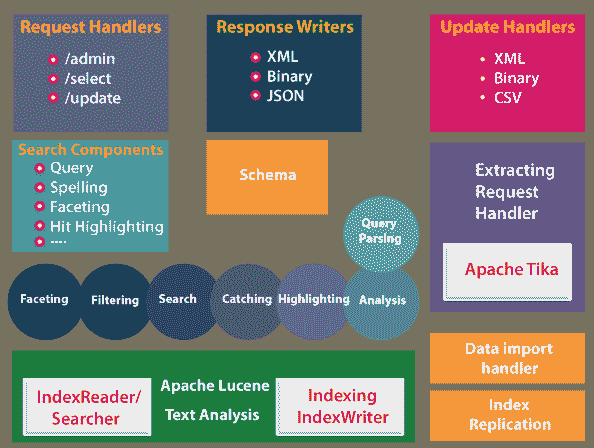 Request Handlers
/admin
/select
/update
Response Writers
XML
Binary
JSON
Update Handlers
XML
Binary
CSV
Search Components
Query
Spelling
Faceting
Hit Highlighting
----
Schema
Extracting
Request
Handler
Apache Tika
Query
Parsing
Faceting
Filtering
Search
Catching
Highlighting
Analysis
Data import
handler
Index
Replication
IndexReader/
Searcher
Apache Lucene
Text Analysis
Indexing
IndexWriter